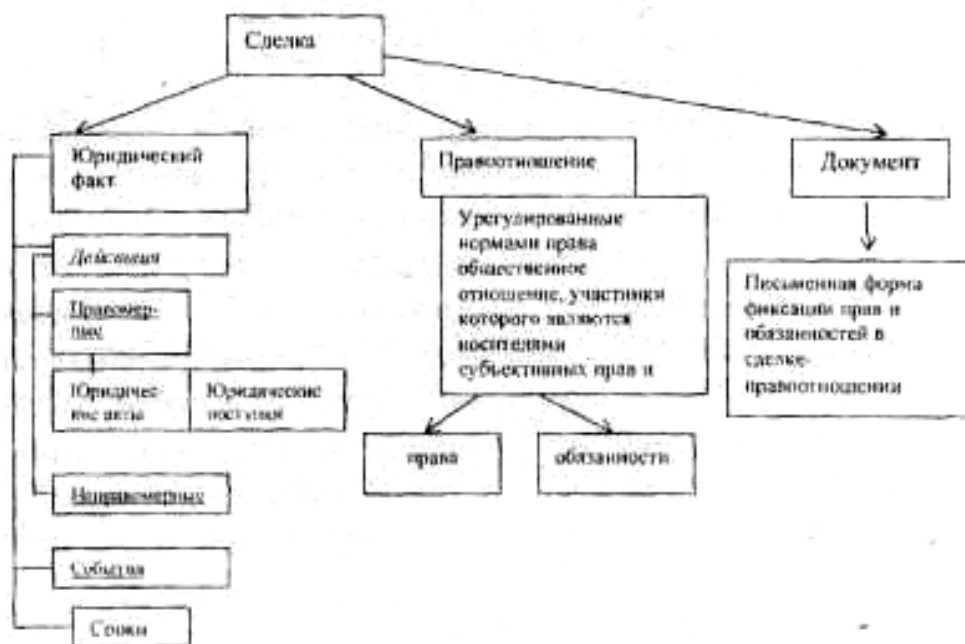 Сделка
Юридический
факт
Правоотношение
Документ
Урегулированные
нормами права
общественное
отношение, участники
которого являются
носителями
субъективных прав и
Письменная форма
фиксации прав и
обязанностей в
сделке-
правоотношении
Действия
Правомер-
ные
Юридичес-
кие акты
Юридические
поступки
права
обязанности
Неправомерных
События
Сроки